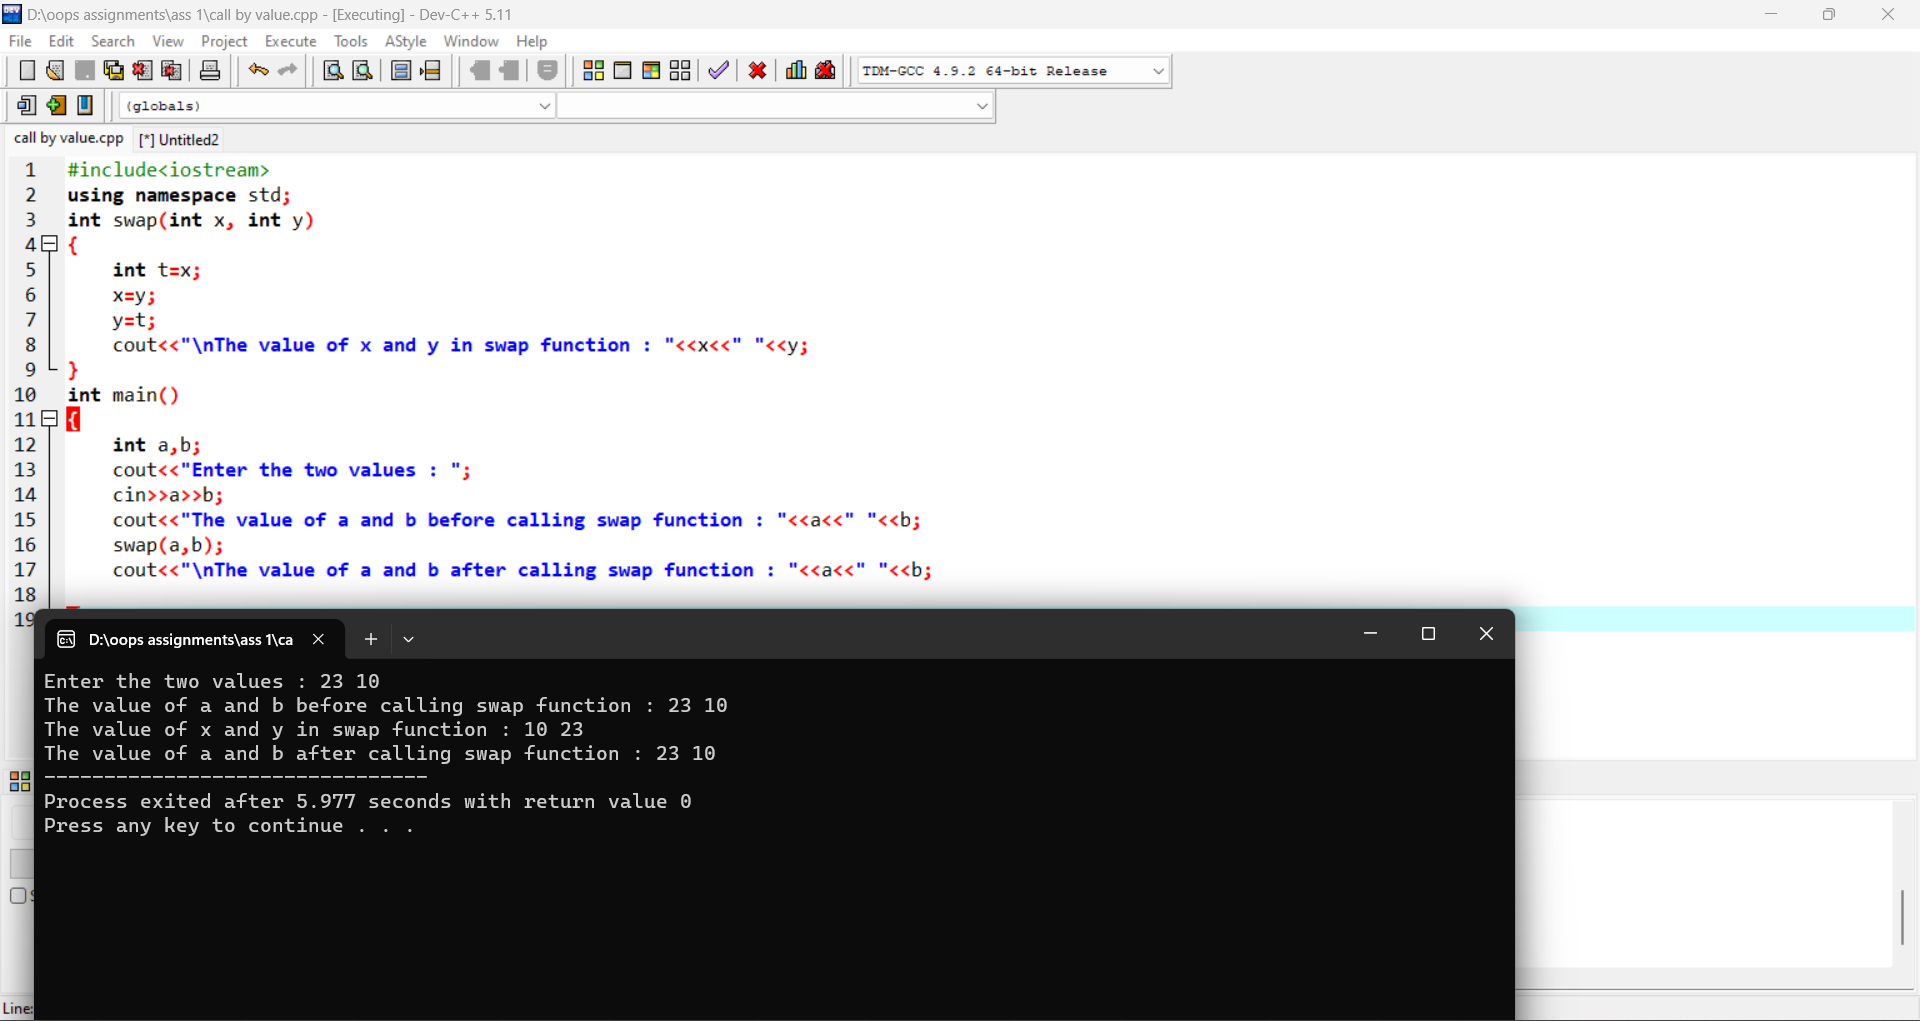 D:\oops assignments\ass 1\call by value.cpp - [Executing] - Dev-C++ 5.11
File Edit Search View Project Execute Tools AStyle Window Help
TDM-GCC 4.9.2 64-bit Release
(globals)
call by value.cpp [*] Untitled2
1 #include<iostream>
2 using namespace std;
3 int swap(int x, int y)
4 {
5 int t=x;
6 x=y;
7 y=t;
8 cout<<"\nThe value of x and y in swap function : "<<x<<" "<<y;
9 }
10 int main()
11 {
12 int a,b;
13 cout<<"Enter the two values : ";
14 cin>>a>>b;
15 cout<<"The value of a and b before calling swap function : "<<a<<" "<<b;
16 swap(a,b);
17 cout<<"\nThe value of a and b after calling swap function : "<<a<<" "<<b;
18
19
D:\oops assignments\ass 1\ca
Enter the two values : 23 10
The value of a and b before calling swap function : 23 10
The value of x and y in swap function : 10 23
The value of a and b after calling swap function : 23 10
--------------------------------
Process exited after 5.977 seconds with return value 0
Press any key to continue . . .
Line: